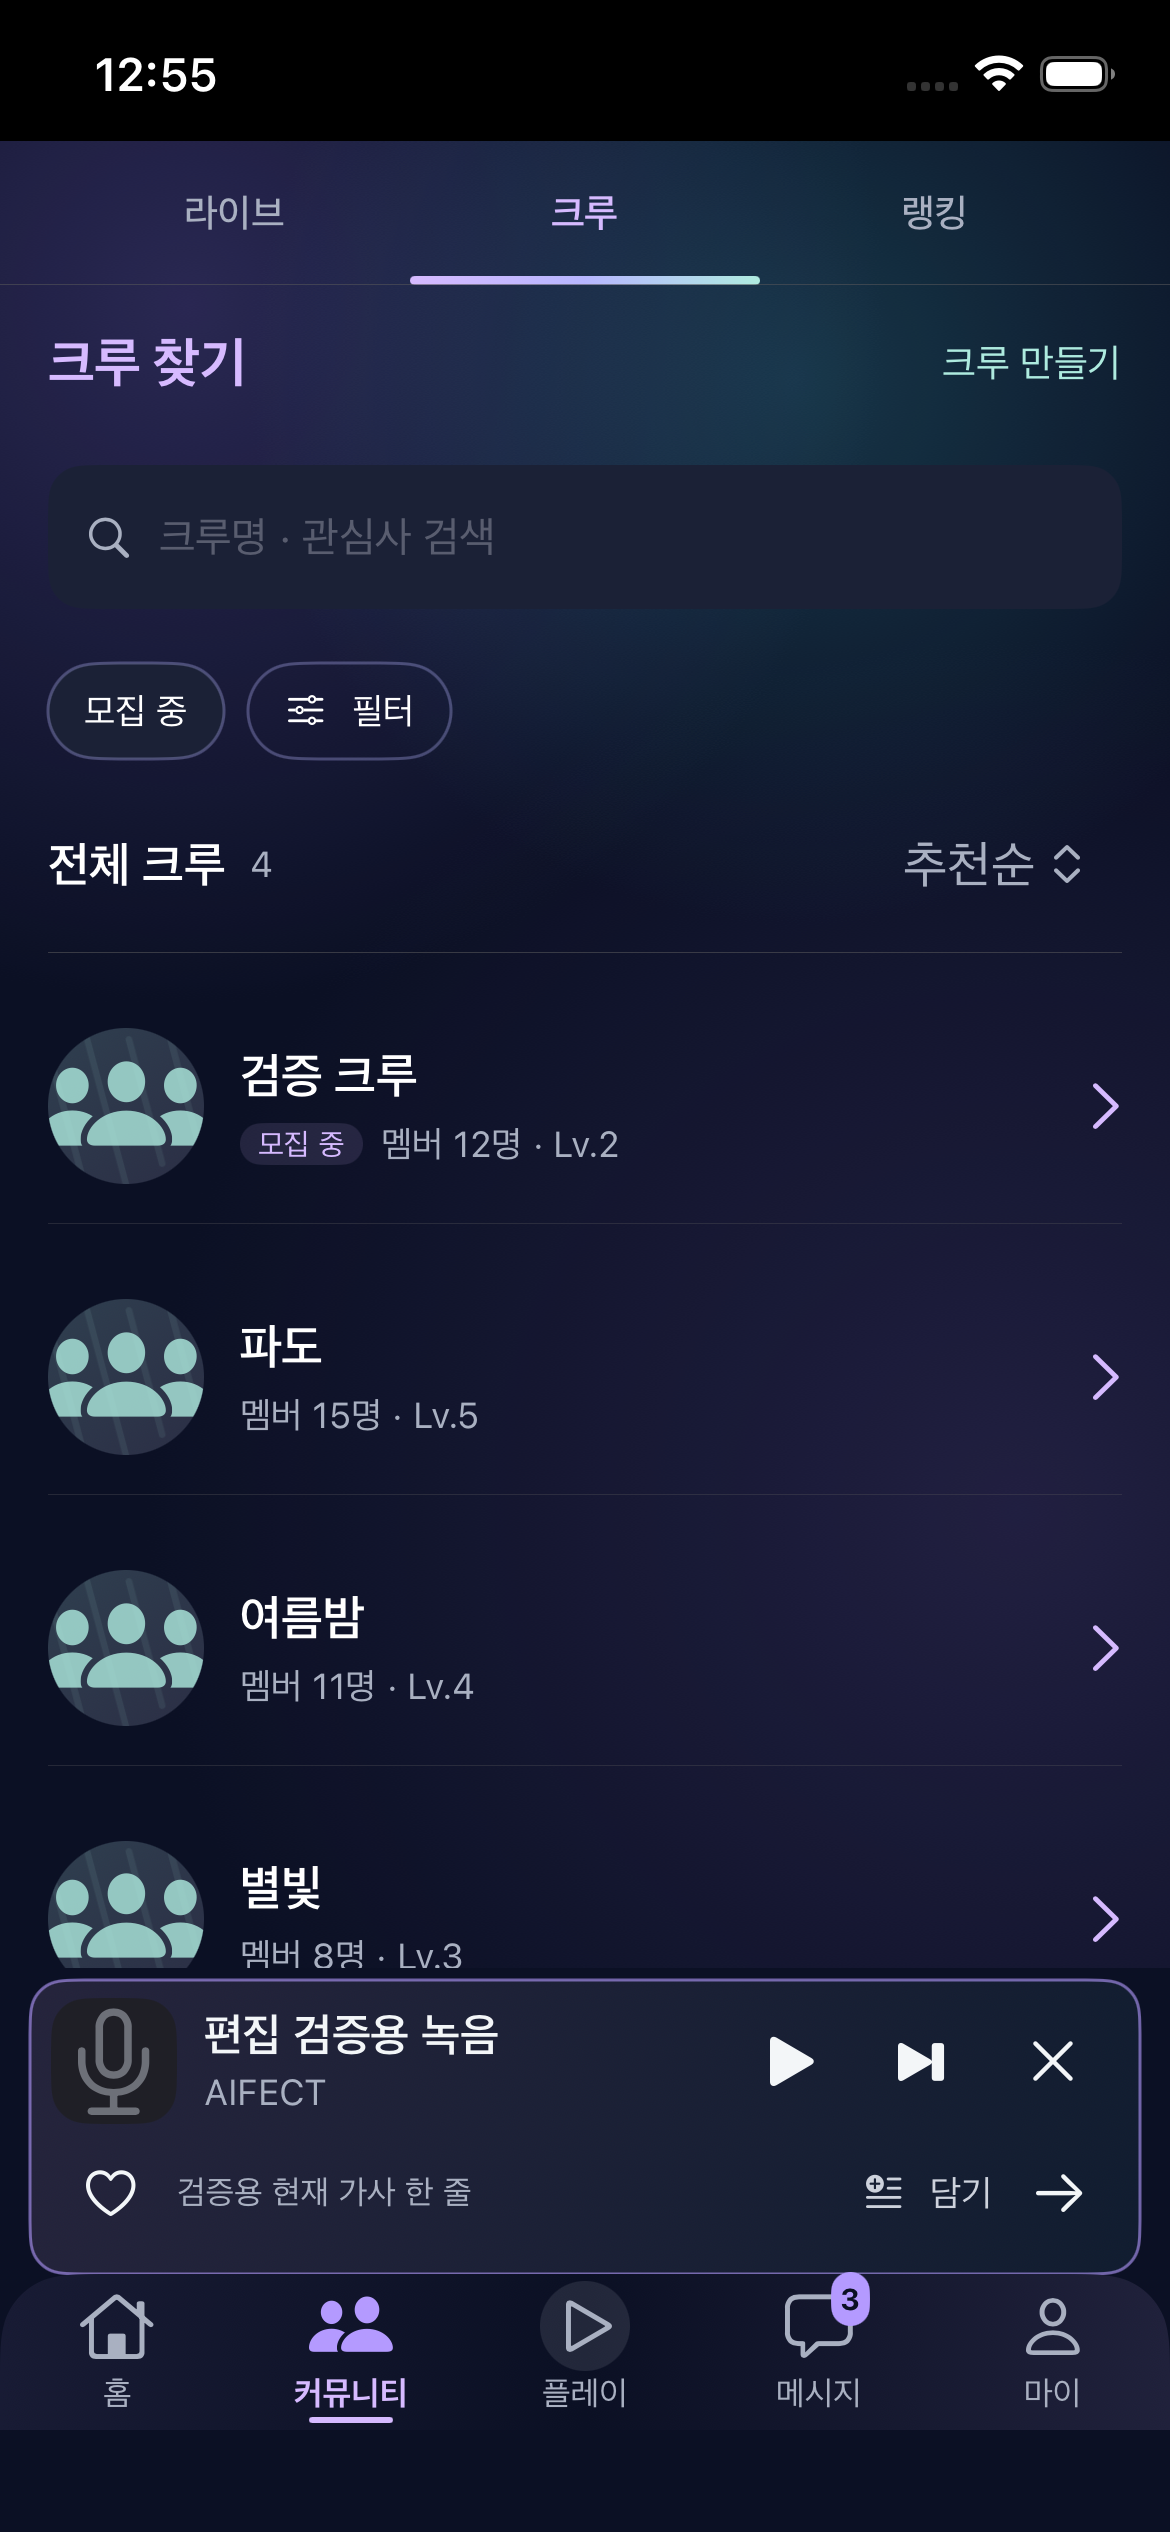 12:55
라이브
크루
랭킹
크루 찾기
크루 만들기
크루명 · 관심사 검색
모집 중
필터
전체 크루 4
추천순
검증 크루
모집 중 멤버 12명 · Lv.2
파도
멤버 15명 · Lv.5
여름밤
멤버 11명 · Lv.4
별빛
멤버 8명 · Lv.3
편집 검증용 녹음
AIFECT
검증용 현재 가사 한 줄
담기
3
홈
커뮤니티
플레이
메시지
마이